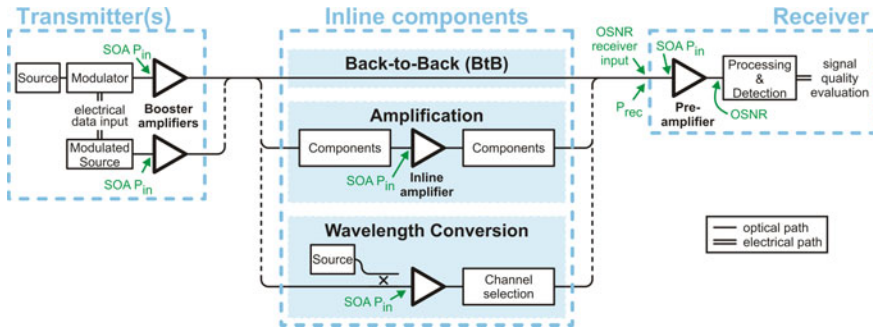 Transmitter(s)
Inline components
Receiver
SOA Pin
Source
Modulator
electrical
data input
Booster
amplifiers
Modulated
Source
SOA Pin
Back-to-Back (BtB)
Amplification
Components
Components
SOA Pin
Inline
amplifier
Wavelength Conversion
Source
SOA Pin
Channel
selection
OSNR
receiver
input
Prec
SOA Pin
Pre-
amplifier
Processing
&
Detection
OSNR
signal
quality
evaluation
optical path
electrical path